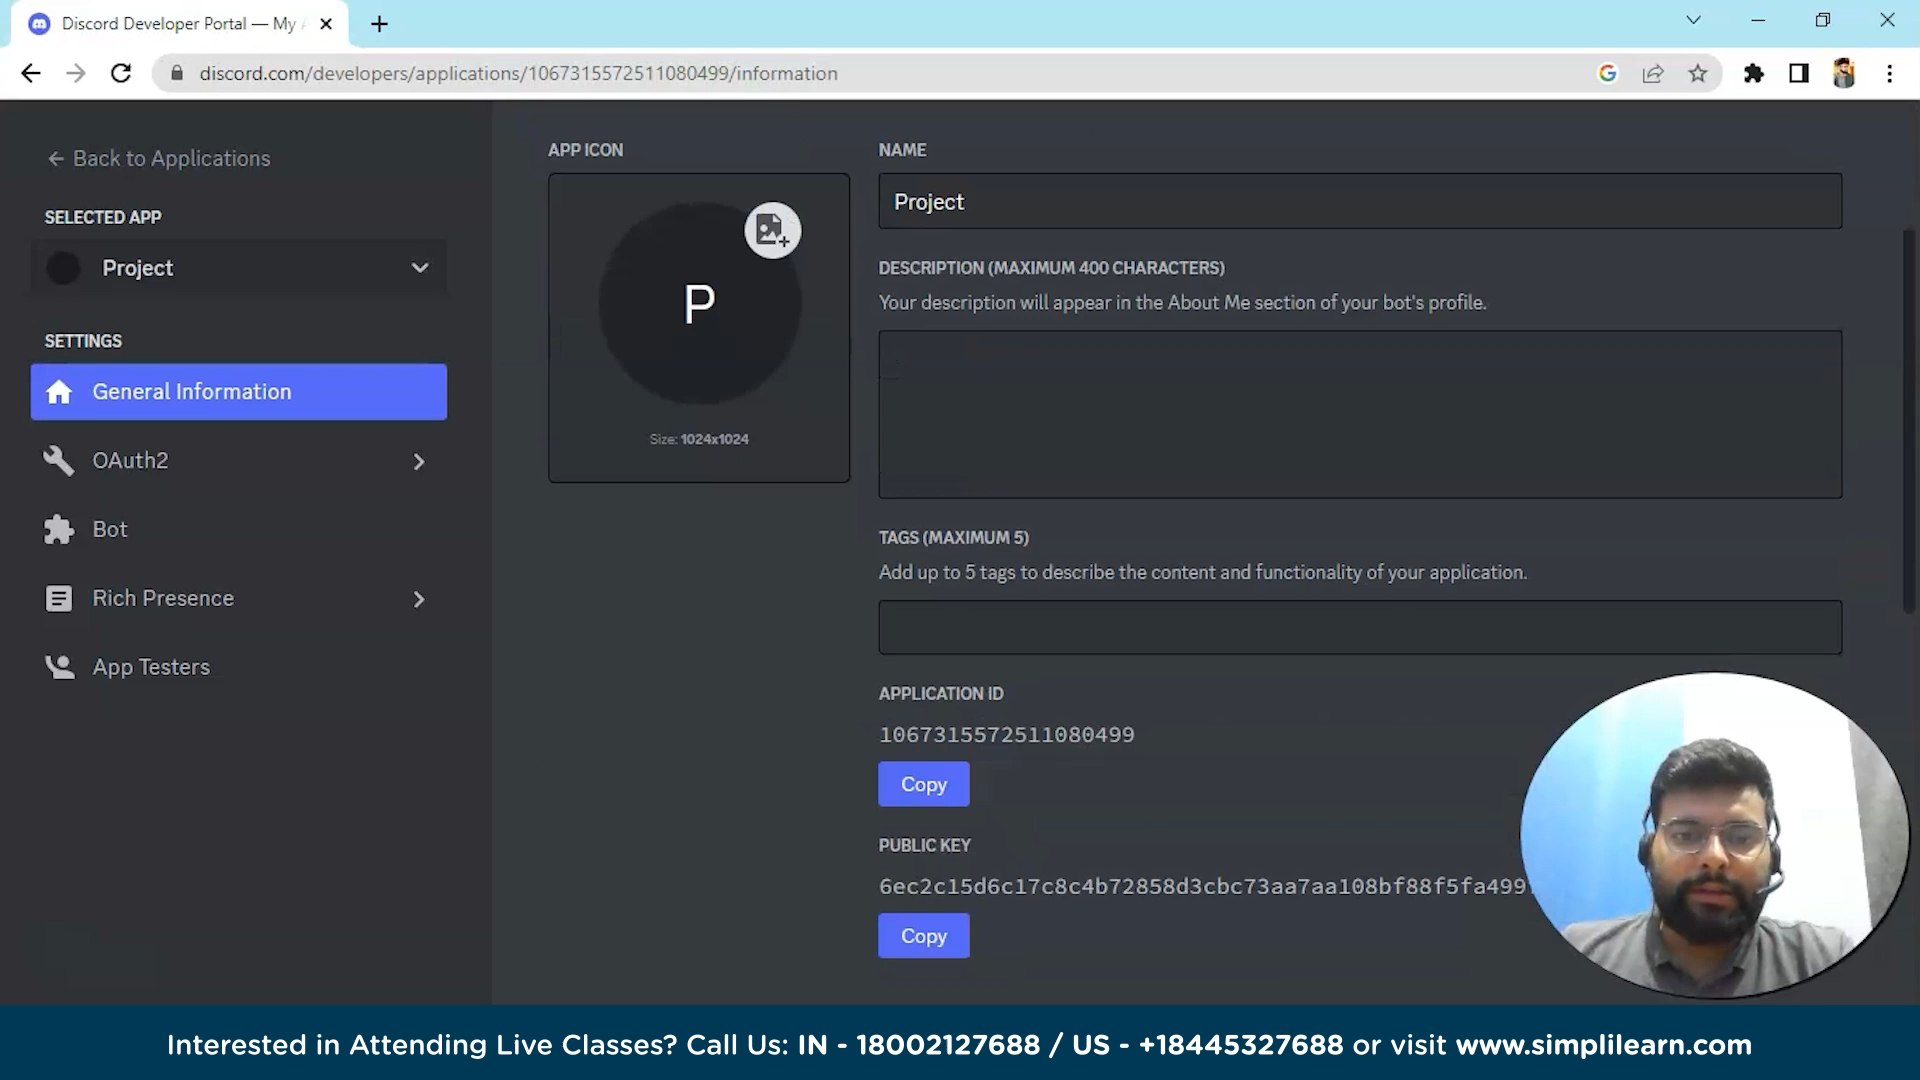 Discord Developer Portal — My
discord.com/developers/applications/1067315572511080499/information
Back to Applications
SELECTED APP
Project
SETTINGS
General Information
OAuth2
Bot
Rich Presence
App Testers
APP ICON
P
Size: 1024x1024
NAME
Project
DESCRIPTION (MAXIMUM 400 CHARACTERS)
Your description will appear in the About Me section of your bot's profile.
TAGS (MAXIMUM 5)
Add up to 5 tags to describe the content and functionality of your application.
APPLICATION ID
1067315572511080499
Copy
PUBLIC KEY
6ec2c15d6c17c8c4b72858d3cbc73aa7aa108bf88f5fa499
Copy
Interested in Attending Live Classes? Call Us: IN - 18002127688 / US - +18445327688 or visit www.simplilearn.com